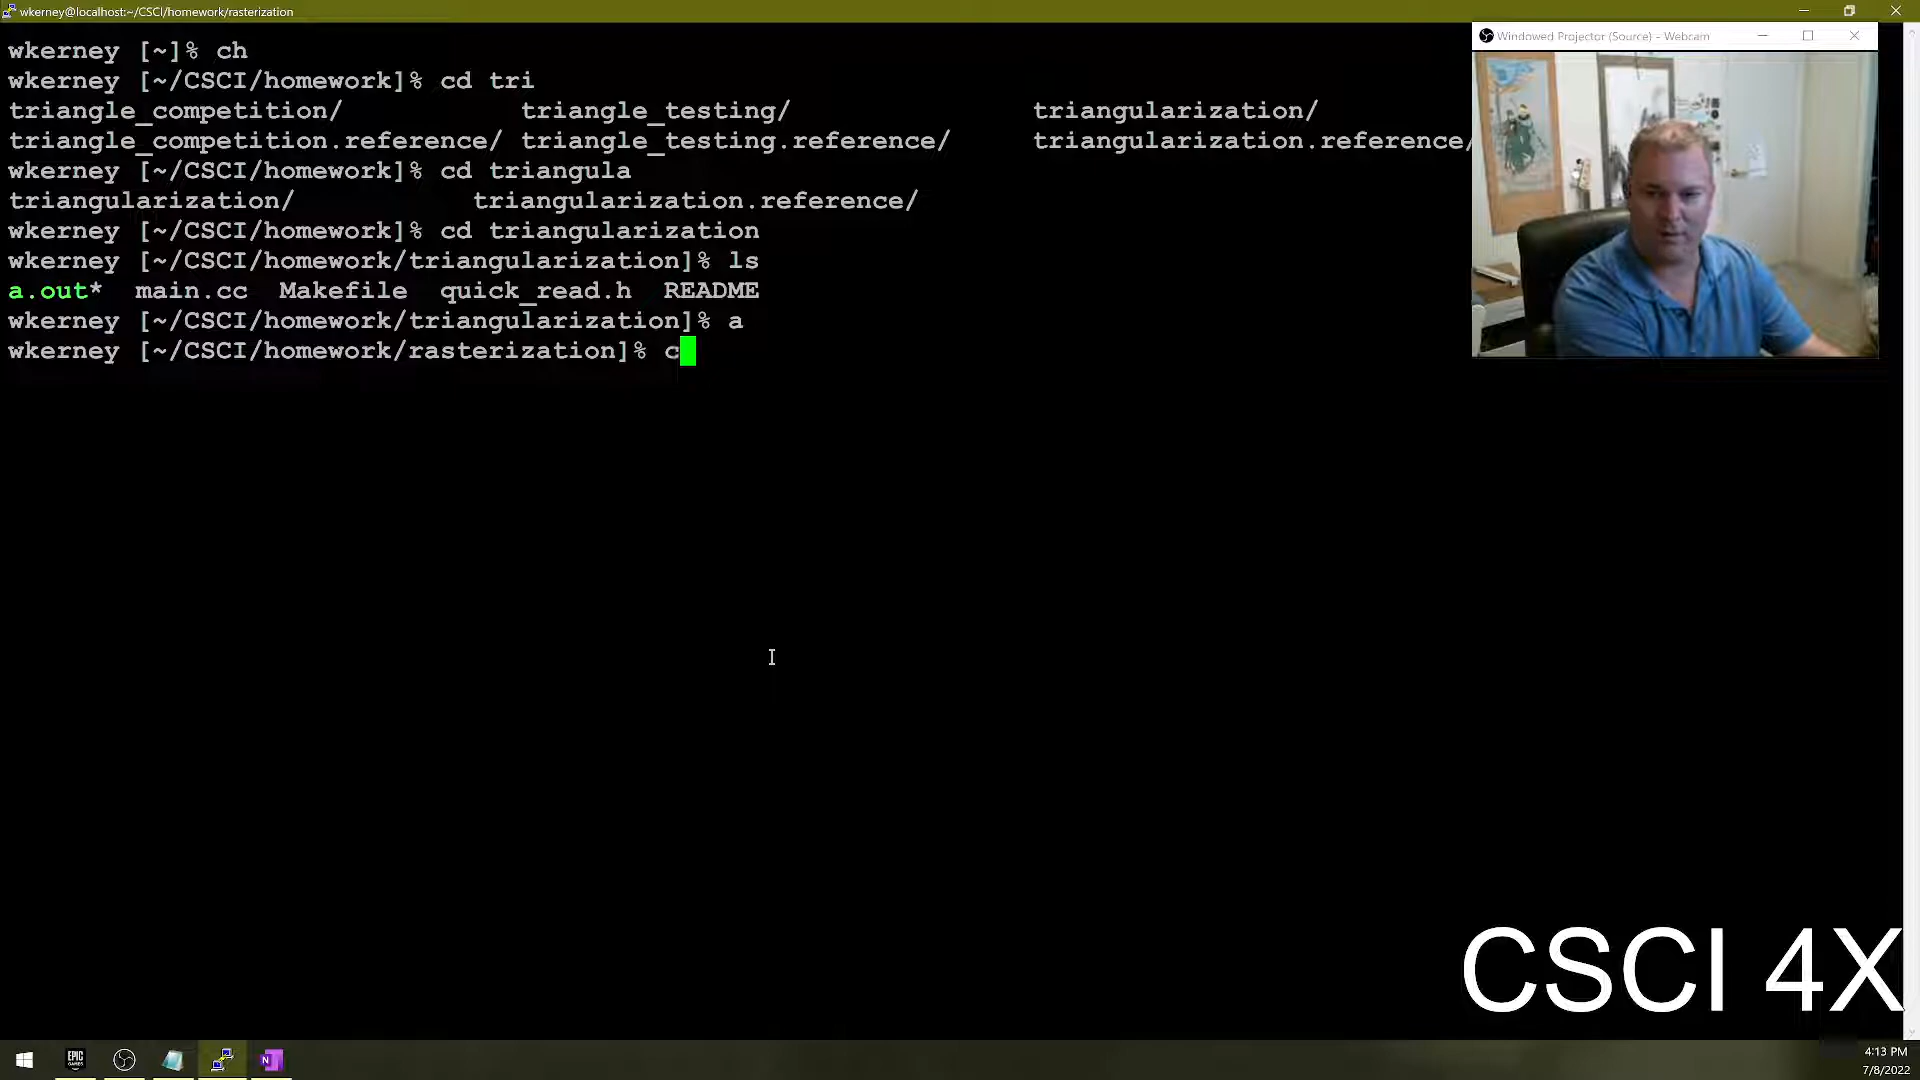 wkerney@localhost:~/CSCI/homework/rasterization
wkerney [~]% ch
wkerney [~/CSCI/homework]% cd tri
triangle_competition/ triangle_testing/ triangularization/
triangle_competition.reference/ triangle_testing.reference/ triangularization.reference/
wkerney [~/CSCI/homework]% cd triangula
triangularization/ triangularization.reference/
wkerney [~/CSCI/homework]% cd triangularization
wkerney [~/CSCI/homework/triangularization]% ls
a.out* main.cc Makefile quick_read.h README
wkerney [~/CSCI/homework/triangularization]% a
wkerney [~/CSCI/homework/rasterization]% c
Windowed Projector (Source) - Webcam
CSCI 4X
EPIC GAMES
N
4:13 PM
7/8/2022